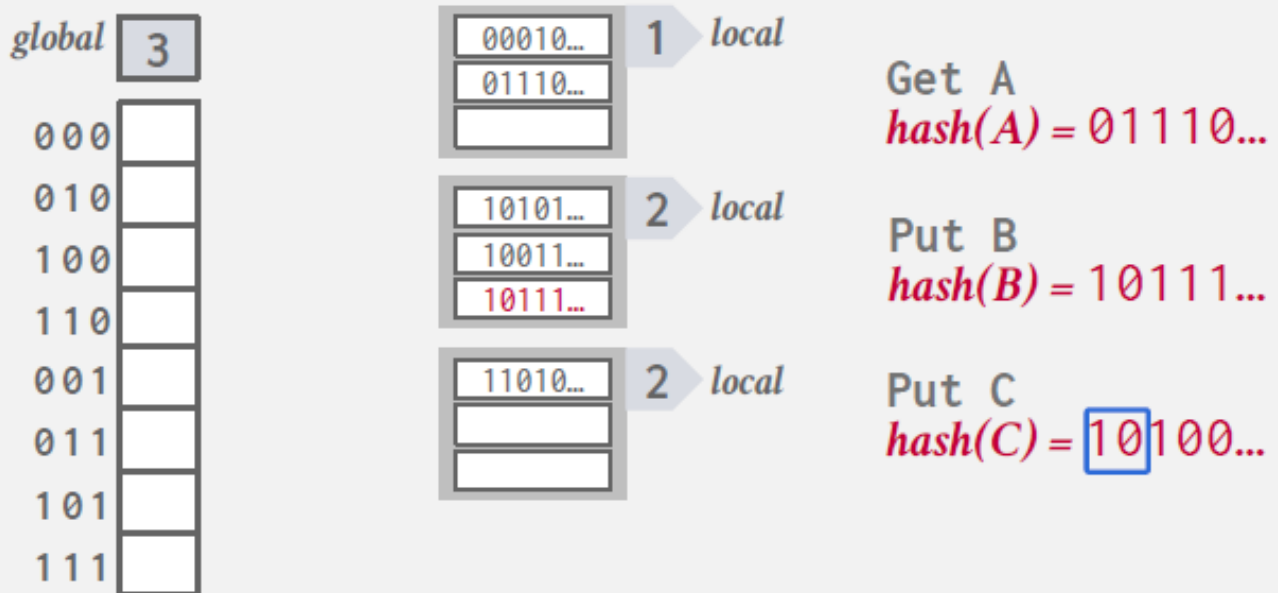 global 3
000
010
100
110
001
011
101
111
00010…
01110…
1 local
10101…
10011…
10111…
2 local
11010…
2 local
Get A
hash(A) = 01110…
Put B
hash(B) = 10111…
Put C
hash(C) = 10100…